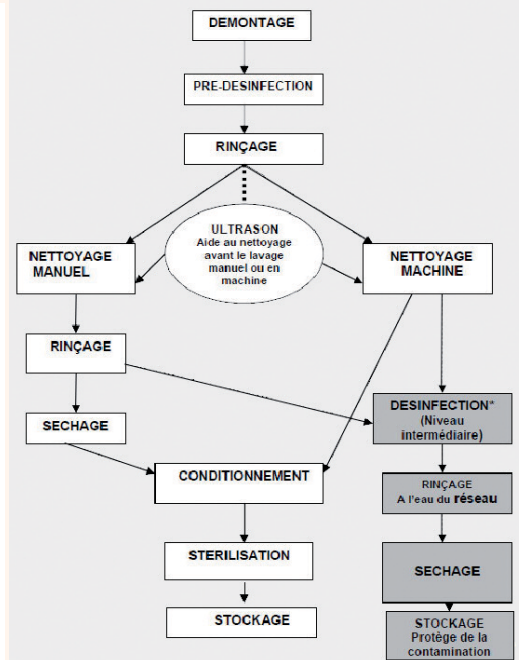 DEMONTAGE
PRE-DESINFECTION
RINÇAGE
ULTRASON
Aide au nettoyage
avant le lavage
manuel ou en
machine
NETTOYAGE
MANUEL
NETTOYAGE
MACHINE
RINÇAGE
SECHAGE
DESINFECTION*
(Niveau
intermédiaire)
CONDITIONNEMENT
RINÇAGE
A l'eau du réseau
STERILISATION
SECHAGE
STOCKAGE
STOCKAGE
Protège de la
contamination